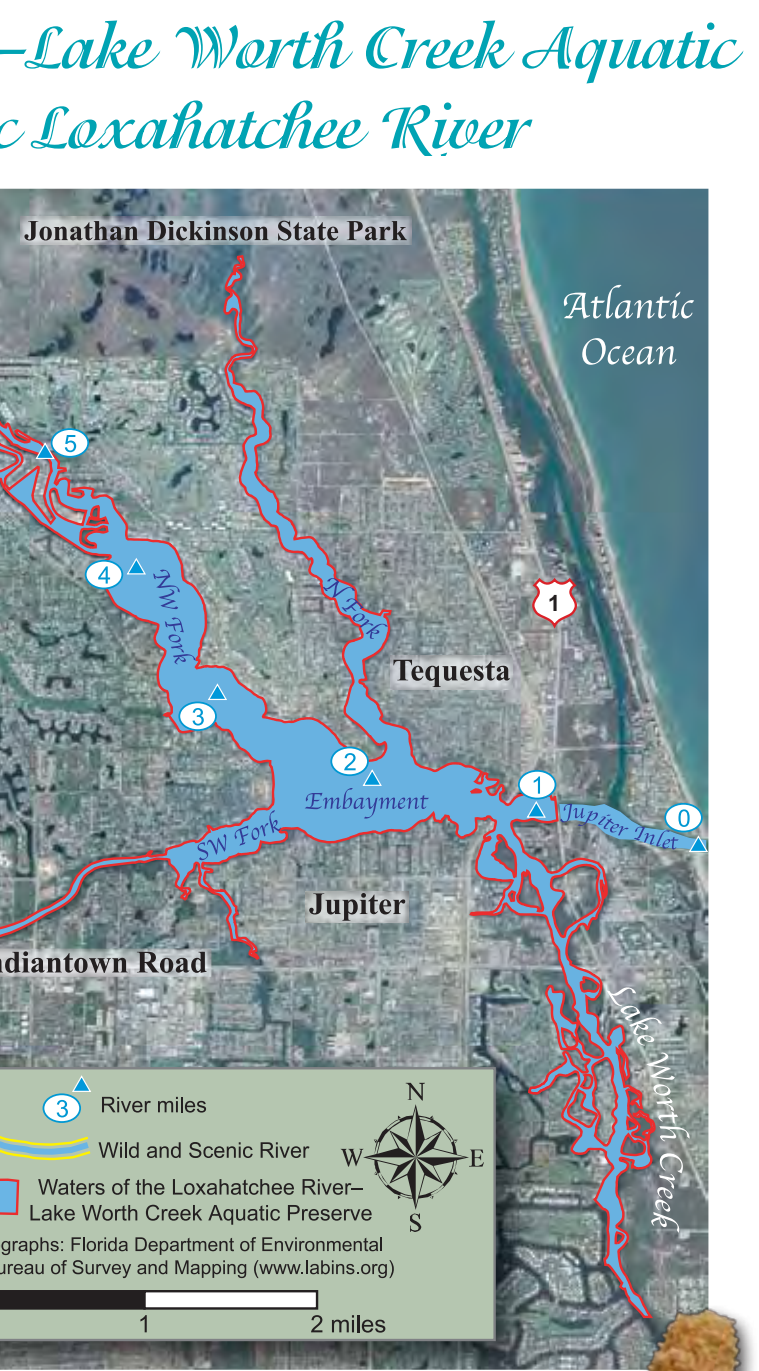 –Lake Worth Creek Aquatic
c Loxahatchee River
Jonathan Dickinson State Park
Atlantic
Ocean
5
4
NW Fork
N Fork
1
Tequesta
3
2
1
Embayment
Jupiter Inlet
0
SW Fork
Jupiter
ndiantown Road
Lake Worth Creek
3
River miles
Wild and Scenic River
Waters of the Loxahatchee River–
Lake Worth Creek Aquatic Preserve
ographs: Florida Department of Environmental
ureau of Survey and Mapping (www.labins.org)
1
2 miles
N
W
E
S